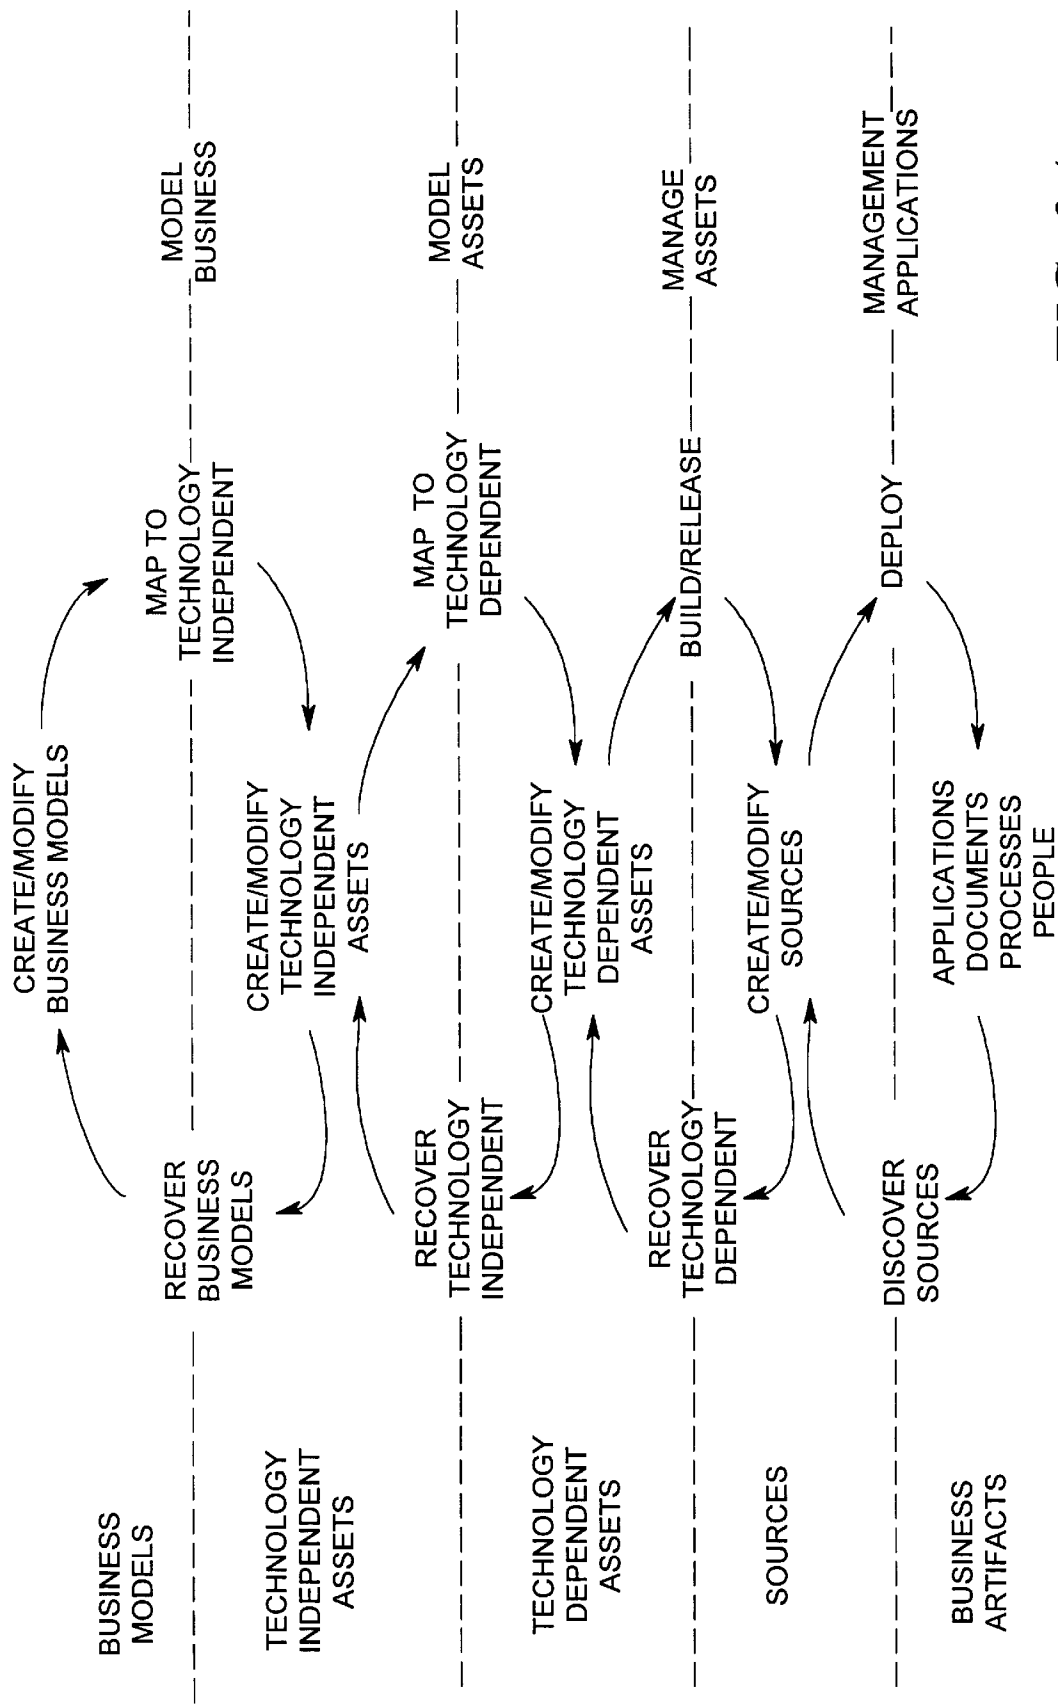 CREATE/MODIFY
BUSINESS MODELS
BUSINESS
MODELS
RECOVER
BUSINESS
MODELS
MAP TO
TECHNOLOGY
INDEPENDENT
MODEL
BUSINESS
TECHNOLOGY
INDEPENDENT
ASSETS
CREATE/MODIFY
TECHNOLOGY
INDEPENDENT
ASSETS
RECOVER
TECHNOLOGY
INDEPENDENT
MAP TO
TECHNOLOGY
DEPENDENT
MODEL
ASSETS
TECHNOLOGY
DEPENDENT
ASSETS
CREATE/MODIFY
TECHNOLOGY
DEPENDENT
ASSETS
RECOVER
TECHNOLOGY
DEPENDENT
BUILD/RELEASE
MANAGE
ASSETS
SOURCES
CREATE/MODIFY
SOURCES
DISCOVER
SOURCES
DEPLOY
MANAGEMENT
APPLICATIONS
BUSINESS
ARTIFACTS
APPLICATIONS
DOCUMENTS
PROCESSES
PEOPLE